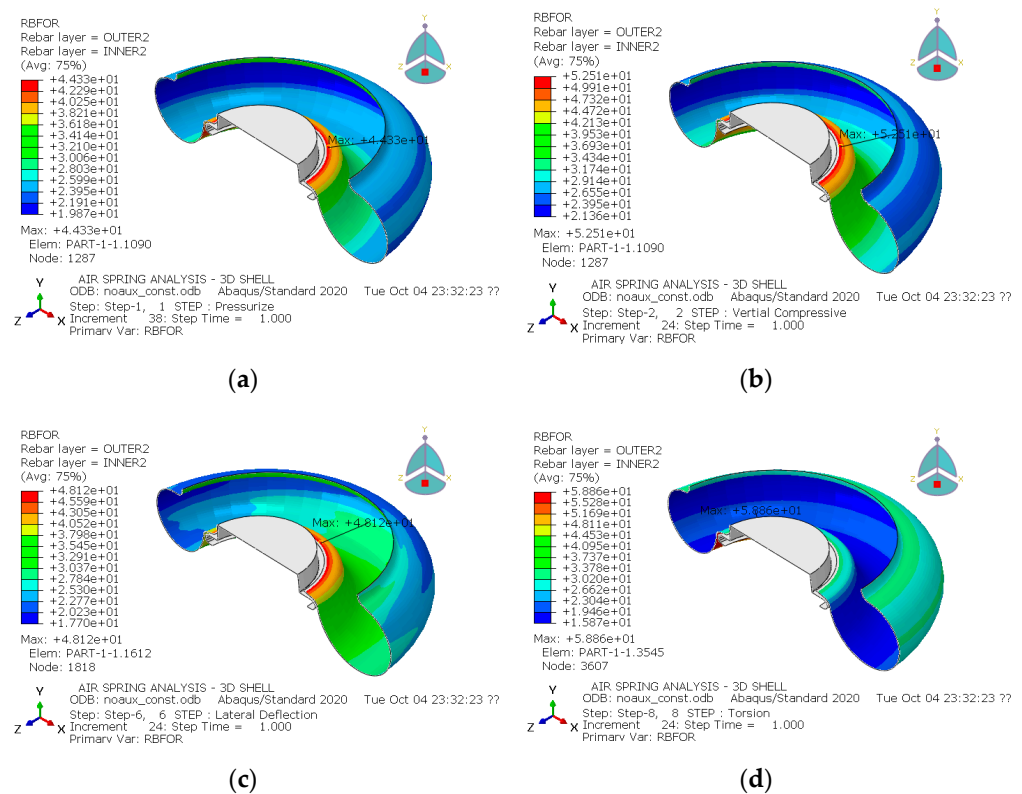 RBFOR
Rebar layer = OUTER2
Rebar layer = INNER2
(Avg: 75%)
+4.433e+01
+4.229e+01
+4.025e+01
+3.821e+01
+3.618e+01
+3.414e+01
+3.210e+01
+3.006e+01
+2.803e+01
+2.599e+01
+2.395e+01
+2.191e+01
+1.987e+01
Max: +4.433e+01
Elem: PART-1-1.1090
Node: 1287
Max: +4.433e+01
Y
Z X
Y
Z X
AIR SPRING ANALYSIS - 3D SHELL
ODB: noaux_const.odb Abaqus/Standard 2020 Tue Oct 04 23:32:23 ??
Step: Step-1, 1 STEP : Pressurize
Increment 38: Step Time = 1.000
Primary Var: RBFOR
(a)
RBFOR
Rebar layer = OUTER2
Rebar layer = INNER2
(Avg: 75%)
+5.251e+01
+4.991e+01
+4.732e+01
+4.472e+01
+4.213e+01
+3.953e+01
+3.693e+01
+3.434e+01
+3.174e+01
+2.914e+01
+2.655e+01
+2.395e+01
+2.136e+01
Max: +5.251e+01
Elem: PART-1-1.1090
Node: 1287
Max: +5.251e+01
Y
Z X
Y
Z X
AIR SPRING ANALYSIS - 3D SHELL
ODB: noaux_const.odb Abaqus/Standard 2020 Tue Oct 04 23:32:23 ??
Step: Step-2, 2 STEP : Vertial Compressive
Increment 24: Step Time = 1.000
Primary Var: RBFOR
(b)
RBFOR
Rebar layer = OUTER2
Rebar layer = INNER2
(Avg: 75%)
+4.812e+01
+4.559e+01
+4.305e+01
+4.052e+01
+3.798e+01
+3.545e+01
+3.291e+01
+3.037e+01
+2.784e+01
+2.530e+01
+2.277e+01
+2.023e+01
+1.770e+01
Max: +4.812e+01
Elem: PART-1-1.1612
Node: 1818
Max: +4.812e+01
Y
Z X
Y
Z X
AIR SPRING ANALYSIS - 3D SHELL
ODB: noaux_const.odb Abaqus/Standard 2020 Tue Oct 04 23:32:23 ??
Step: Step-6, 6 STEP : Lateral Deflection
Increment 24: Step Time = 1.000
Primary Var: RBFOR
(c)
RBFOR
Rebar layer = OUTER2
Rebar layer = INNER2
(Avg: 75%)
+5.886e+01
+5.528e+01
+5.169e+01
+4.811e+01
+4.453e+01
+4.095e+01
+3.737e+01
+3.378e+01
+3.020e+01
+2.662e+01
+2.304e+01
+1.946e+01
+1.587e+01
Max: +5.886e+01
Elem: PART-1-1.3545
Node: 3607
Max: +5.886e+01
Y
Z X
Y
Z X
AIR SPRING ANALYSIS - 3D SHELL
ODB: noaux_const.odb Abaqus/Standard 2020 Tue Oct 04 23:32:23 ??
Step: Step-8, 8 STEP : Torsion
Increment 24: Step Time = 1.000
Primary Var: RBFOR
(d)